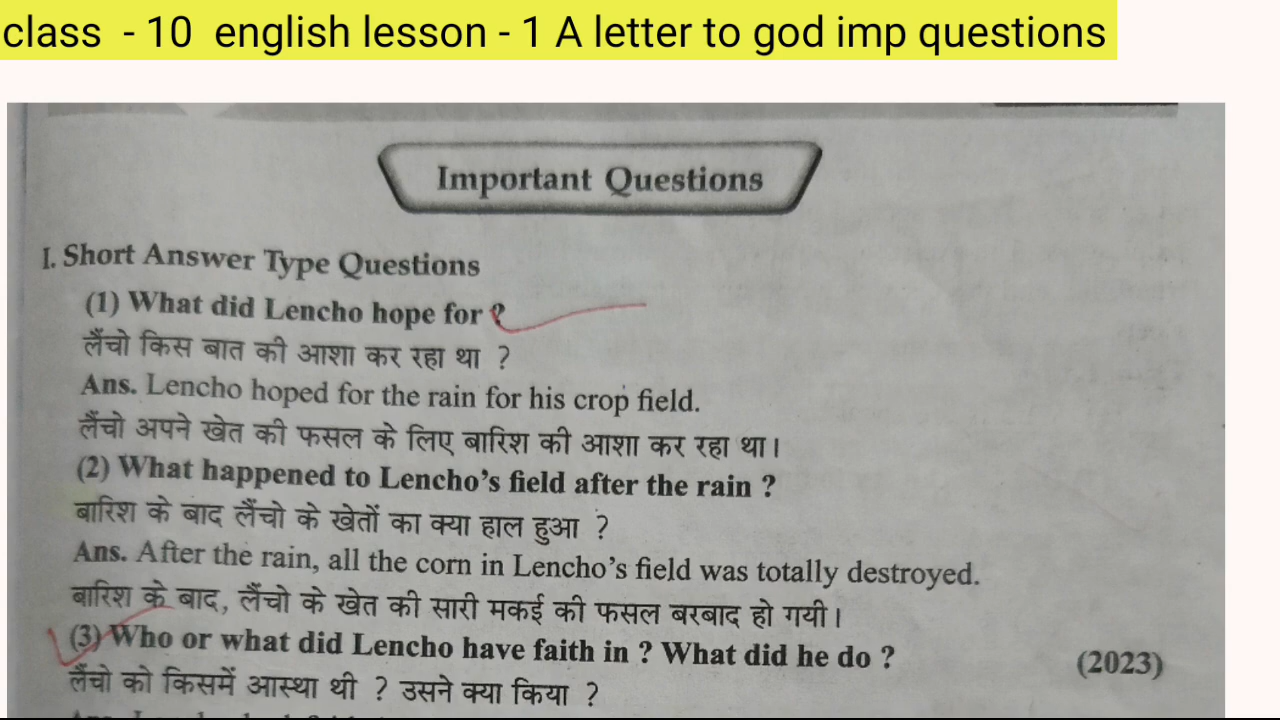 class - 10 english lesson - 1 A letter to god imp questions
Important Questions
I. Short Answer Type Questions
(1) What did Lencho hope for ?
लैंचो किस बात की आशा कर रहा था ?
Ans. Lencho hoped for the rain for his crop field.
लैंचो अपने खेत की फसल के लिए बारिश की आशा कर रहा था।
(2) What happened to Lencho's field after the rain ?
बारिश के बाद लैंचो के खेतों का क्या हाल हुआ ?
Ans. After the rain, all the corn in Lencho's field was totally destroyed.
बारिश के बाद, लैंचो के खेत की सारी मकई की फसल बरबाद हो गयी।
(3) Who or what did Lencho have faith in ? What did he do ? (2023)
लैंचो को किसमें आस्था थी ? उसने क्या किया ?